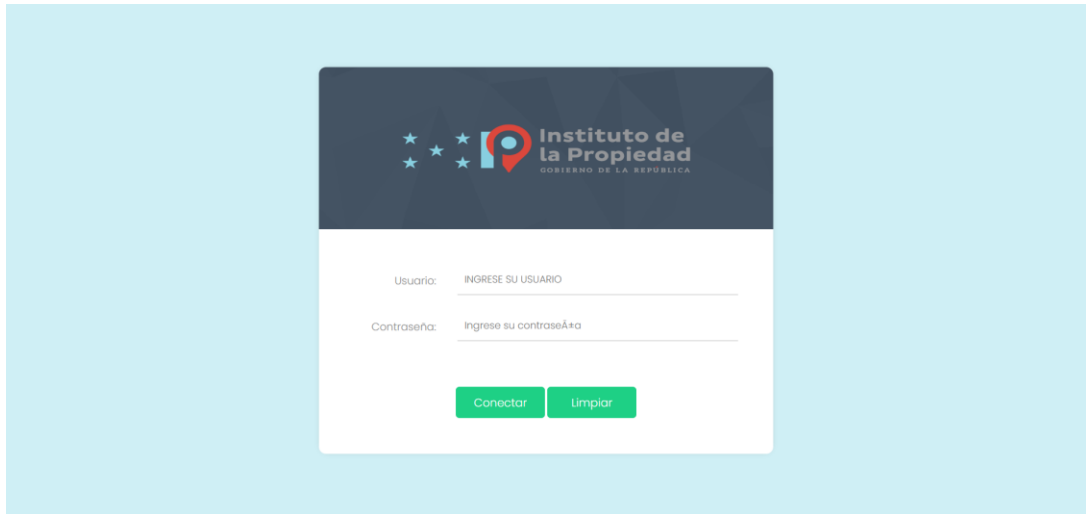 Instituto de
la Propiedad
GOBIERNO DE LA REPÚBLICA
Usuario: INGRESE SU USUARIO
Contraseña: Ingrese su contraseÃ±a
Conectar Limpiar